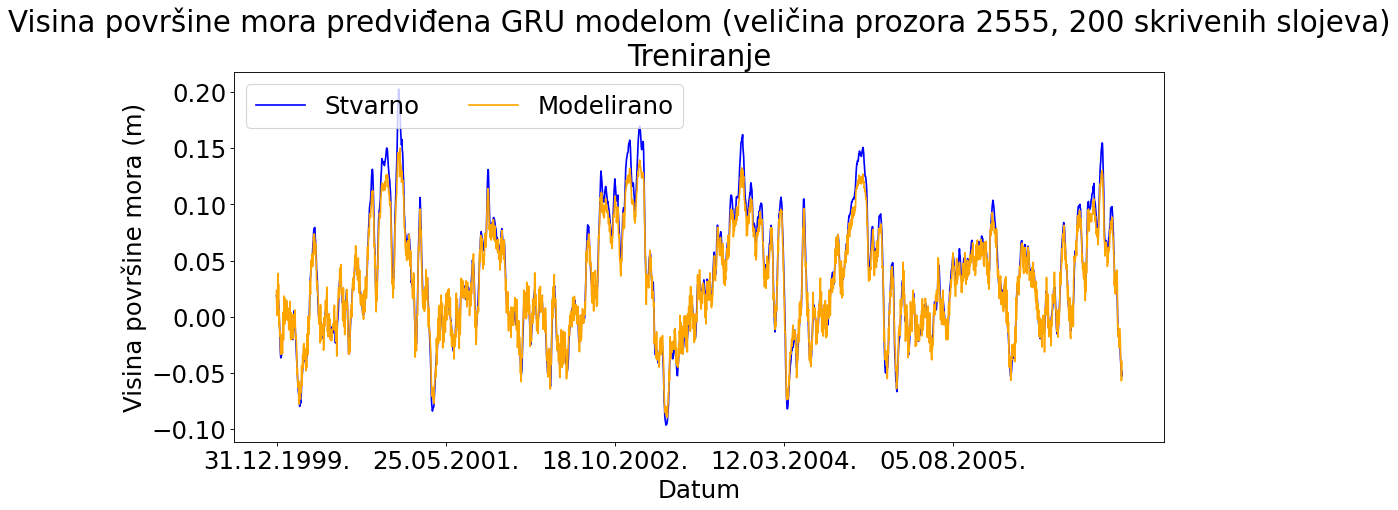 Visina površine mora predviđena GRU modelom (veličina prozora 2555, 200 skrivenih slojeva)
Treniranje
Stvarno
Modelirano
Visina površine mora (m)
0.20
0.15
0.10
0.05
0.00
−0.05
−0.10
31.12.1999.
25.05.2001.
18.10.2002.
12.03.2004.
05.08.2005.
Datum